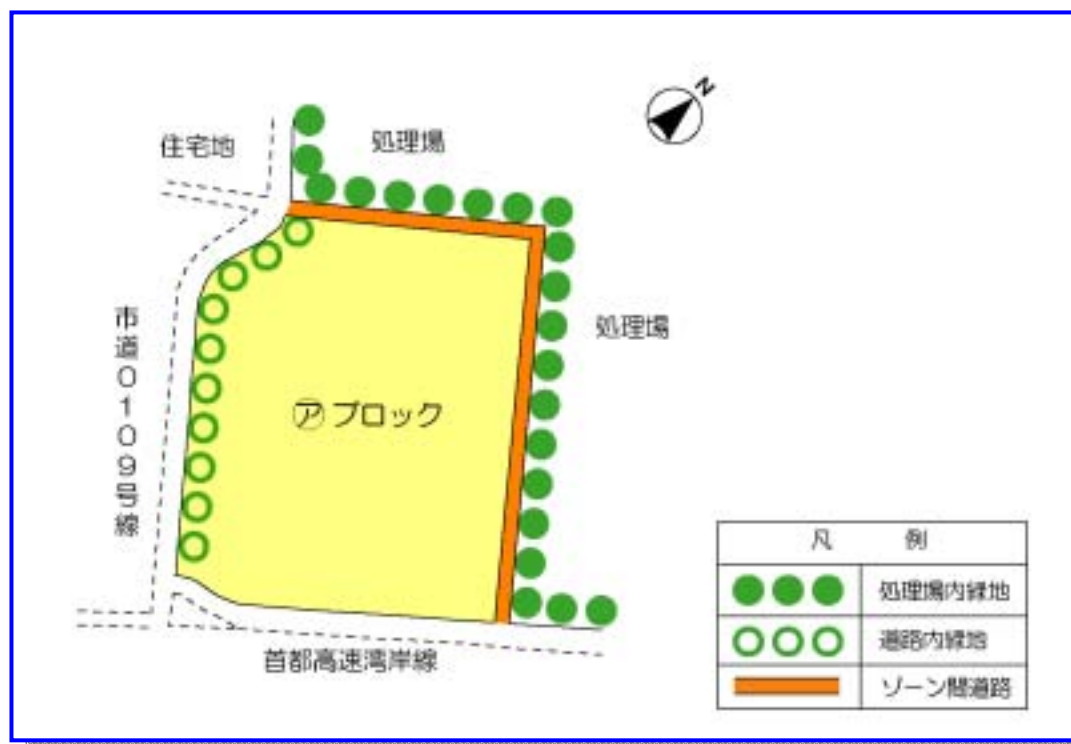 N
住宅地
処理場
処理場
市道0109号線
㋐ブロック
首都高速湾岸線
凡 例
処理場内緑地
道路内緑地
ゾーン間道路